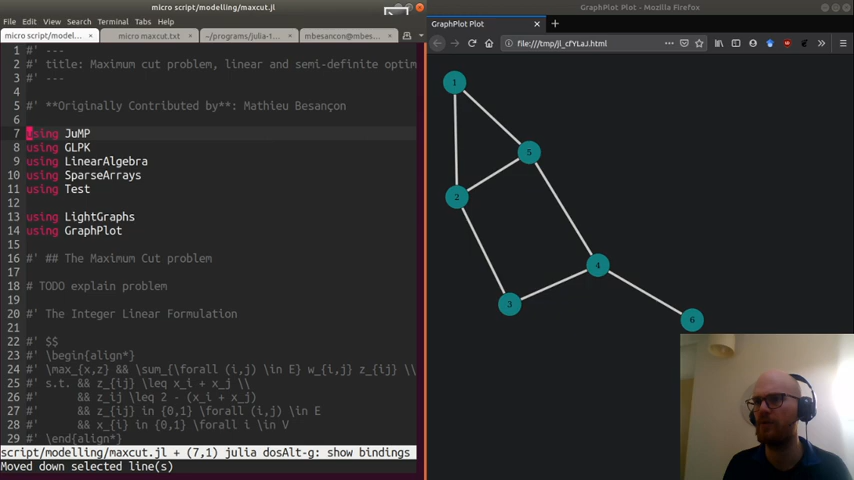 micro script/modelling/maxcut.jl
File Edit View Search Terminal Tabs Help
micro script/model... × micro maxcut.txt × ~/programs/julia-1... × mbesancon@mbes... ×
1 #' ---
2 #' title: Maximum cut problem, linear and semi-definite optim
3 #' ---
4
5 #' **Originally Contributed by**: Mathieu Besançon
6
7 using JuMP
8 using GLPK
9 using LinearAlgebra
10 using SparseArrays
11 using Test
12
13 using LightGraphs
14 using GraphPlot
15
16 #' ## The Maximum Cut problem
17
18 # TODO explain problem
19
20 #' The Integer Linear Formulation
21
22 #' $$
23 #' \begin{align*}
24 #' \max_{x,z} && \sum_{\forall (i,j) \in E} w_{i,j} z_{ij} \\
25 #' s.t. && z_{ij} \leq x_i + x_j \\
26 #' && z_ij \leq 2 - (x_i + x_j)
27 #' && z_{ij} in {0,1} \forall (i,j) \in E
28 #' && x_{i} in {0,1} \forall i \in V
29 #' \end{align*}
script/modelling/maxcut.jl + (7,1) julia dosAlt-g: show bindings
Moved down selected line(s)
GraphPlot Plot - Mozilla Firefox
GraphPlot Plot ×
file:///tmp/jl_cfYLaJ.html
1
5
2
4
3
6